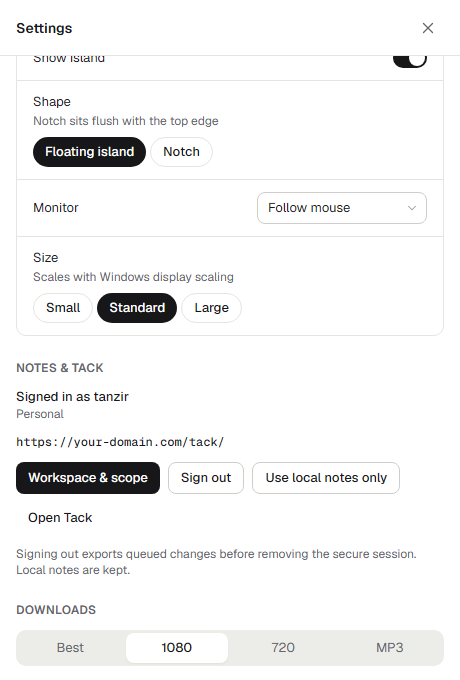 Settings
Show Island
Shape
Notch sits flush with the top edge
Floating island Notch
Monitor Follow mouse
Size
Scales with Windows display scaling
Small Standard Large
NOTES & TACK
Signed in as tanzir
Personal
https://your-domain.com/tack/
Workspace & scope Sign out Use local notes only
Open Tack
Signing out exports queued changes before removing the secure session.
Local notes are kept.
DOWNLOADS
Best 1080 720 MP3